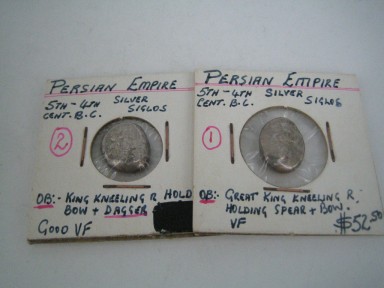 PERSIAN EMPIRE
5TH-4TH SILVER
CENT. B.C. SIGLOS
2
OB:- KING KNEELING R HOLD
BOW + DAGGER
GOOD VF
PERSIAN EMPIRE
5TH-4TH SILVER
CENT. B.C. SIGLOS
1
OB:- GREAT KING KNEELING R.
HOLDING SPEAR + BOW.
VF $52.50